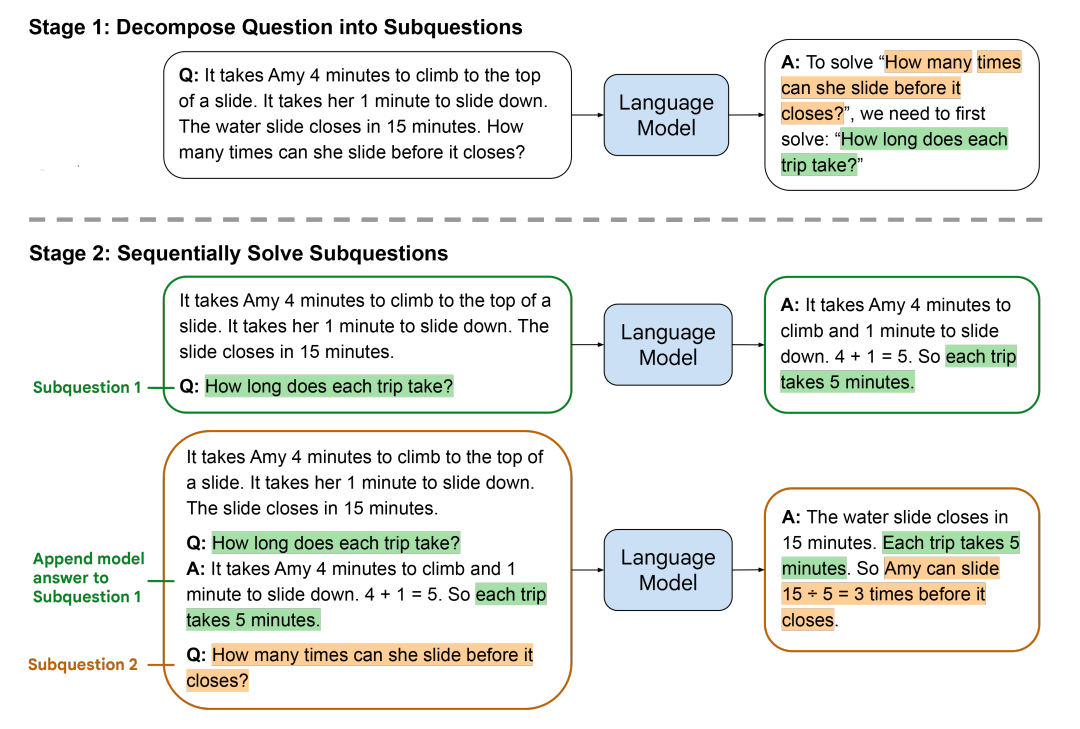 Stage 1: Decompose Question into Subquestions
Q: It takes Amy 4 minutes to climb to the top
of a slide. It takes her 1 minute to slide down.
The water slide closes in 15 minutes. How
many times can she slide before it closes?
Language
Model
A: To solve “How many times
can she slide before it
closes?”, we need to first
solve: “How long does each
trip take?”
Stage 2: Sequentially Solve Subquestions
It takes Amy 4 minutes to climb to the top of a
slide. It takes her 1 minute to slide down. The
slide closes in 15 minutes.
Subquestion 1
Q: How long does each trip take?
Language
Model
A: It takes Amy 4 minutes to
climb and 1 minute to slide
down. 4 + 1 = 5. So each trip
takes 5 minutes.
It takes Amy 4 minutes to climb to the top of
a slide. It takes her 1 minute to slide down.
The slide closes in 15 minutes.
Q: How long does each trip take?
Append model
answer to
Subquestion 1
A: It takes Amy 4 minutes to climb and 1
minute to slide down. 4 + 1 = 5. So each trip
takes 5 minutes.
Subquestion 2
Q: How many times can she slide before it
closes?
Language
Model
A: The water slide closes in
15 minutes. Each trip takes 5
minutes. So Amy can slide
15 ÷ 5 = 3 times before it
closes.